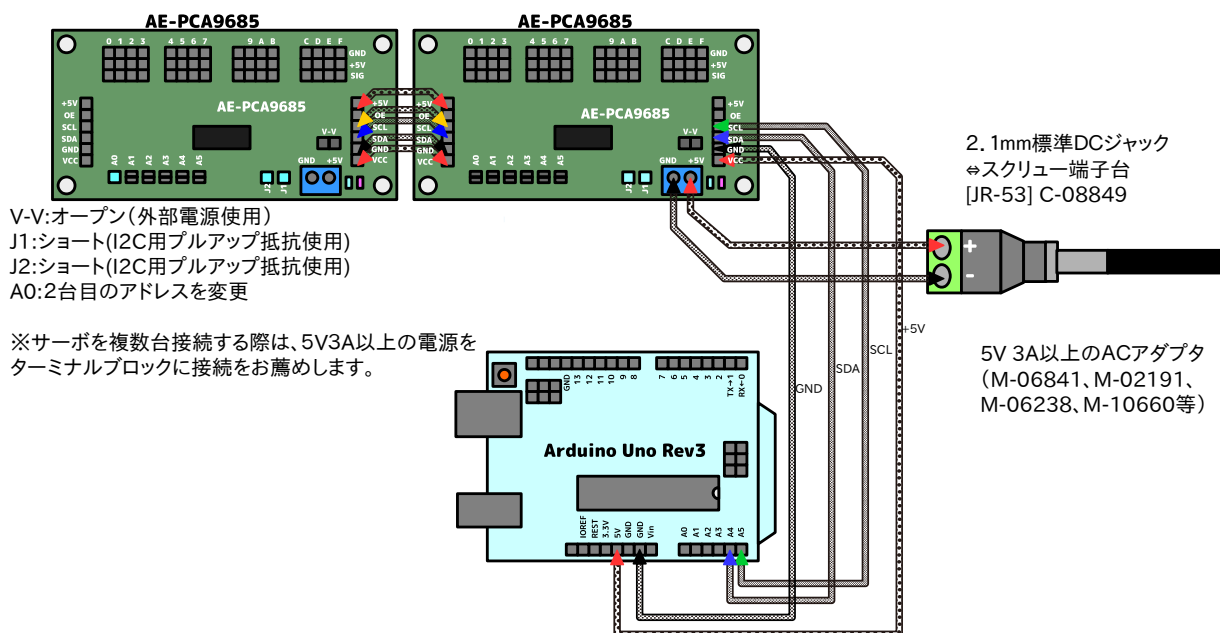 AE-PCA9685
AE-PCA9685
0 1 2 3
4 5 6 7
9 A B
C D E F
GND
+5V
SIG
+5V
OE
SCL
SDA
GND
VCC
AE-PCA9685
+5V
OE
SCL
SDA
GND
VCC
V-V
A0 A1 A2 A3 A4 A5
J2 J1
GND +5V
0 1 2 3
4 5 6 7
9 A B
C D E F
GND
+5V
SIG
+5V
OE
SCL
SDA
GND
VCC
AE-PCA9685
+5V
OE
SCL
SDA
GND
VCC
V-V
A0 A1 A2 A3 A4 A5
J2 J1
GND +5V
2．1mm標準DCジャック
⇔スクリュー端子台
[JR-53] C-08849
+
-
V-V:オープン（外部電源使用）
J1:ショート(I2C用プルアップ抵抗使用)
J2:ショート(I2C用プルアップ抵抗使用)
A0:2台目のアドレスを変更
※サーボを複数台接続する際は、5V3A以上の電源を
ターミナルブロックに接続をお薦めします。
+5V
SCL
SDA
GND
5V 3A以上のACアダプタ
（M-06841、M-02191、
M-06238、M-10660等）
GND 13 12 11 10 9 8
7 6 5 4 3 2 TX→1 RX←0
Arduino Uno Rev3
IOREF REST 3.3V 5V GND GND Vin
A0 A1 A2 A3 A4 A5